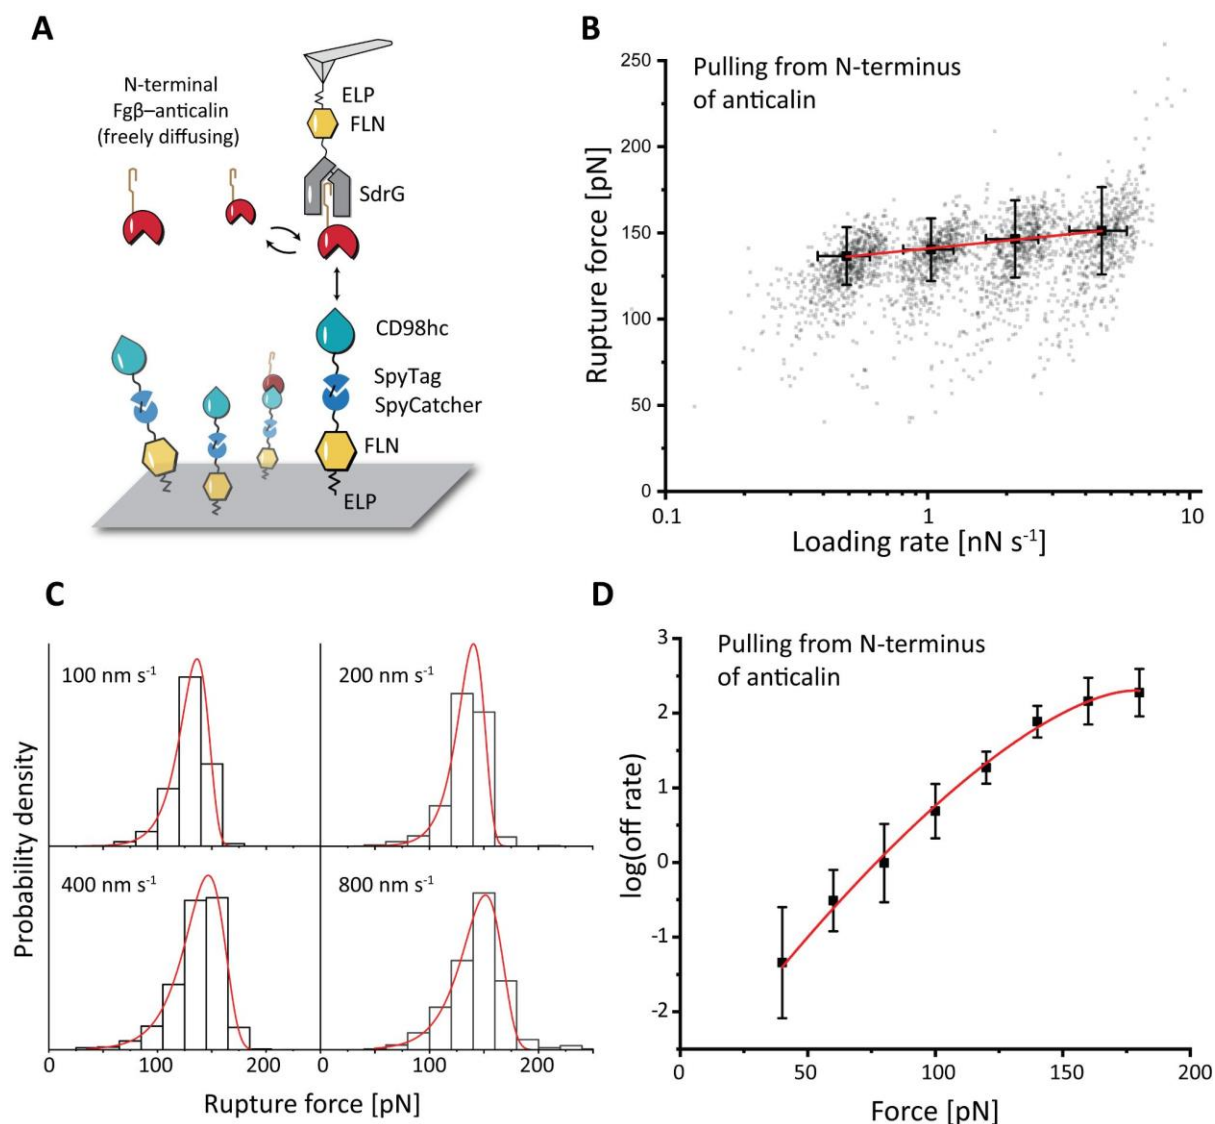 A
N-terminal
Fgβ–anticalin
(freely diffusing)
ELP
FLN
SdrG
CD98hc
SpyTag
SpyCatcher
FLN
ELP
B
Pulling from N-terminus
of anticalin
Rupture force [pN]
250
200
150
100
50
0
0.1
1
10
Loading rate [nN s⁻¹]
C
100 nm s⁻¹
200 nm s⁻¹
400 nm s⁻¹
800 nm s⁻¹
Probability density
0
100
200
0
100
200
Rupture force [pN]
D
Pulling from N-terminus
of anticalin
log(off rate)
3
2
1
0
-1
-2
0
50
100
150
200
Force [pN]